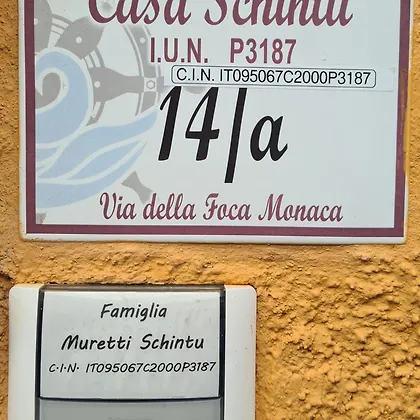 Casa Schintu
I.U.N. P3187
C.I.N. IT095067C2000P3187
14/a
Via della Foca Monaca
Famiglia
Muretti Schintu
C.I.N. IT095067C2000P3187